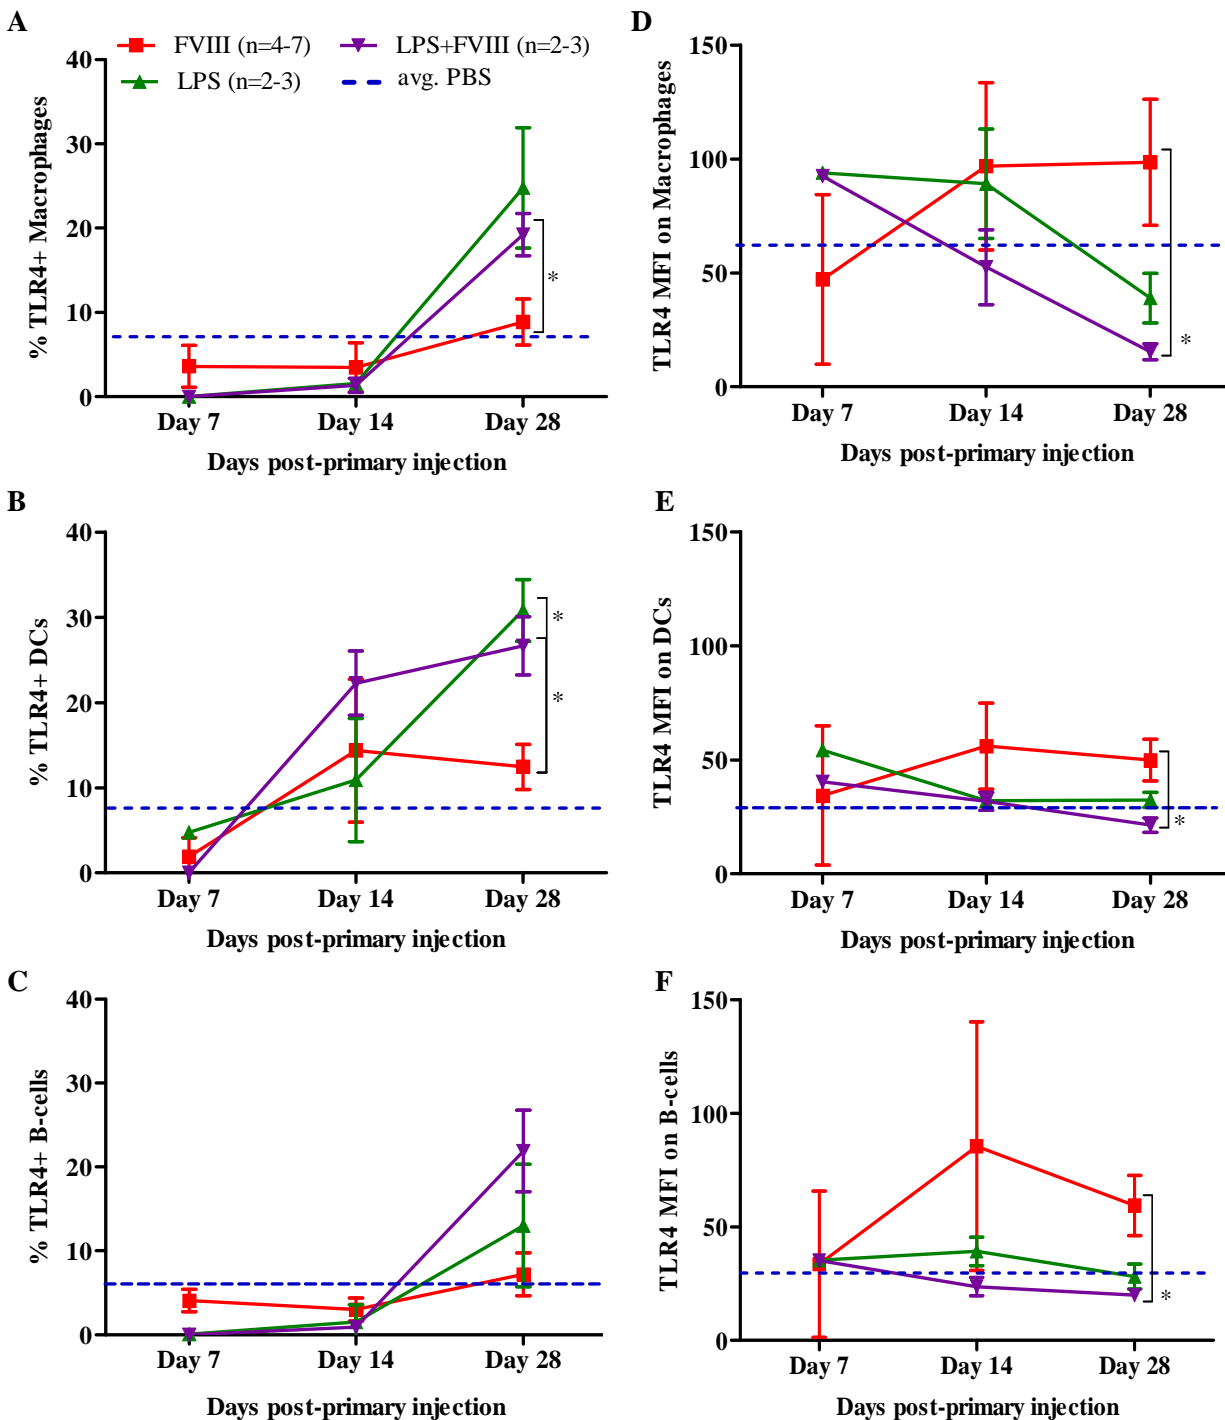 A
FVIII (n=4-7)
LPS+FVIII (n=2-3)
LPS (n=2-3)
avg. PBS
% TLR4+ Macrophages
40
30
20
10
0
*
Day 7
Day 14
Day 28
Days post-primary injection
D
TLR4 MFI on Macrophages
150
100
50
0
*
Day 7
Day 14
Day 28
Days post-primary injection
B
% TLR4+ DCs
40
30
20
10
0
*
*
Day 7
Day 14
Day 28
Days post-primary injection
E
TLR4 MFI on DCs
150
100
50
0
*
Day 7
Day 14
Day 28
Days post-primary injection
C
% TLR4+ B-cells
40
30
20
10
0
Day 7
Day 14
Day 28
Days post-primary injection
F
TLR4 MFI on B-cells
150
100
50
0
*
Day 7
Day 14
Day 28
Days post-primary injection